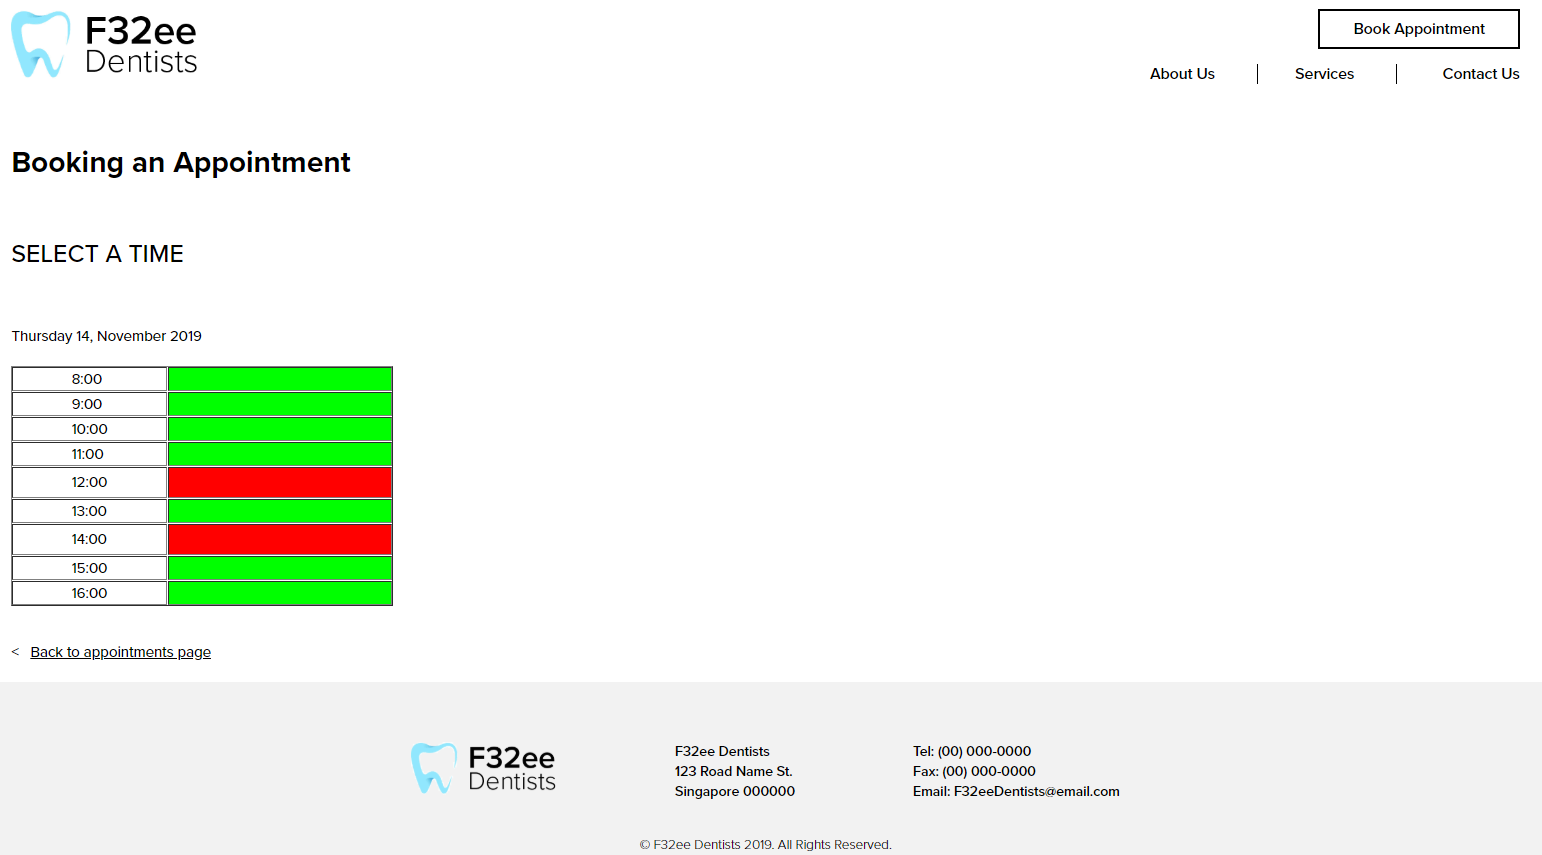 F32ee
Dentists
Book Appointment
About Us
Services
Contact Us
Booking an Appointment
SELECT A TIME
Thursday 14, November 2019
8:00
9:00
10:00
11:00
12:00
13:00
14:00
15:00
16:00
< Back to appointments page
F32ee
Dentists
F32ee Dentists
123 Road Name St.
Singapore 000000
Tel: (00) 000-0000
Fax: (00) 000-0000
Email: F32eeDentists@email.com
© F32ee Dentists 2019. All Rights Reserved.